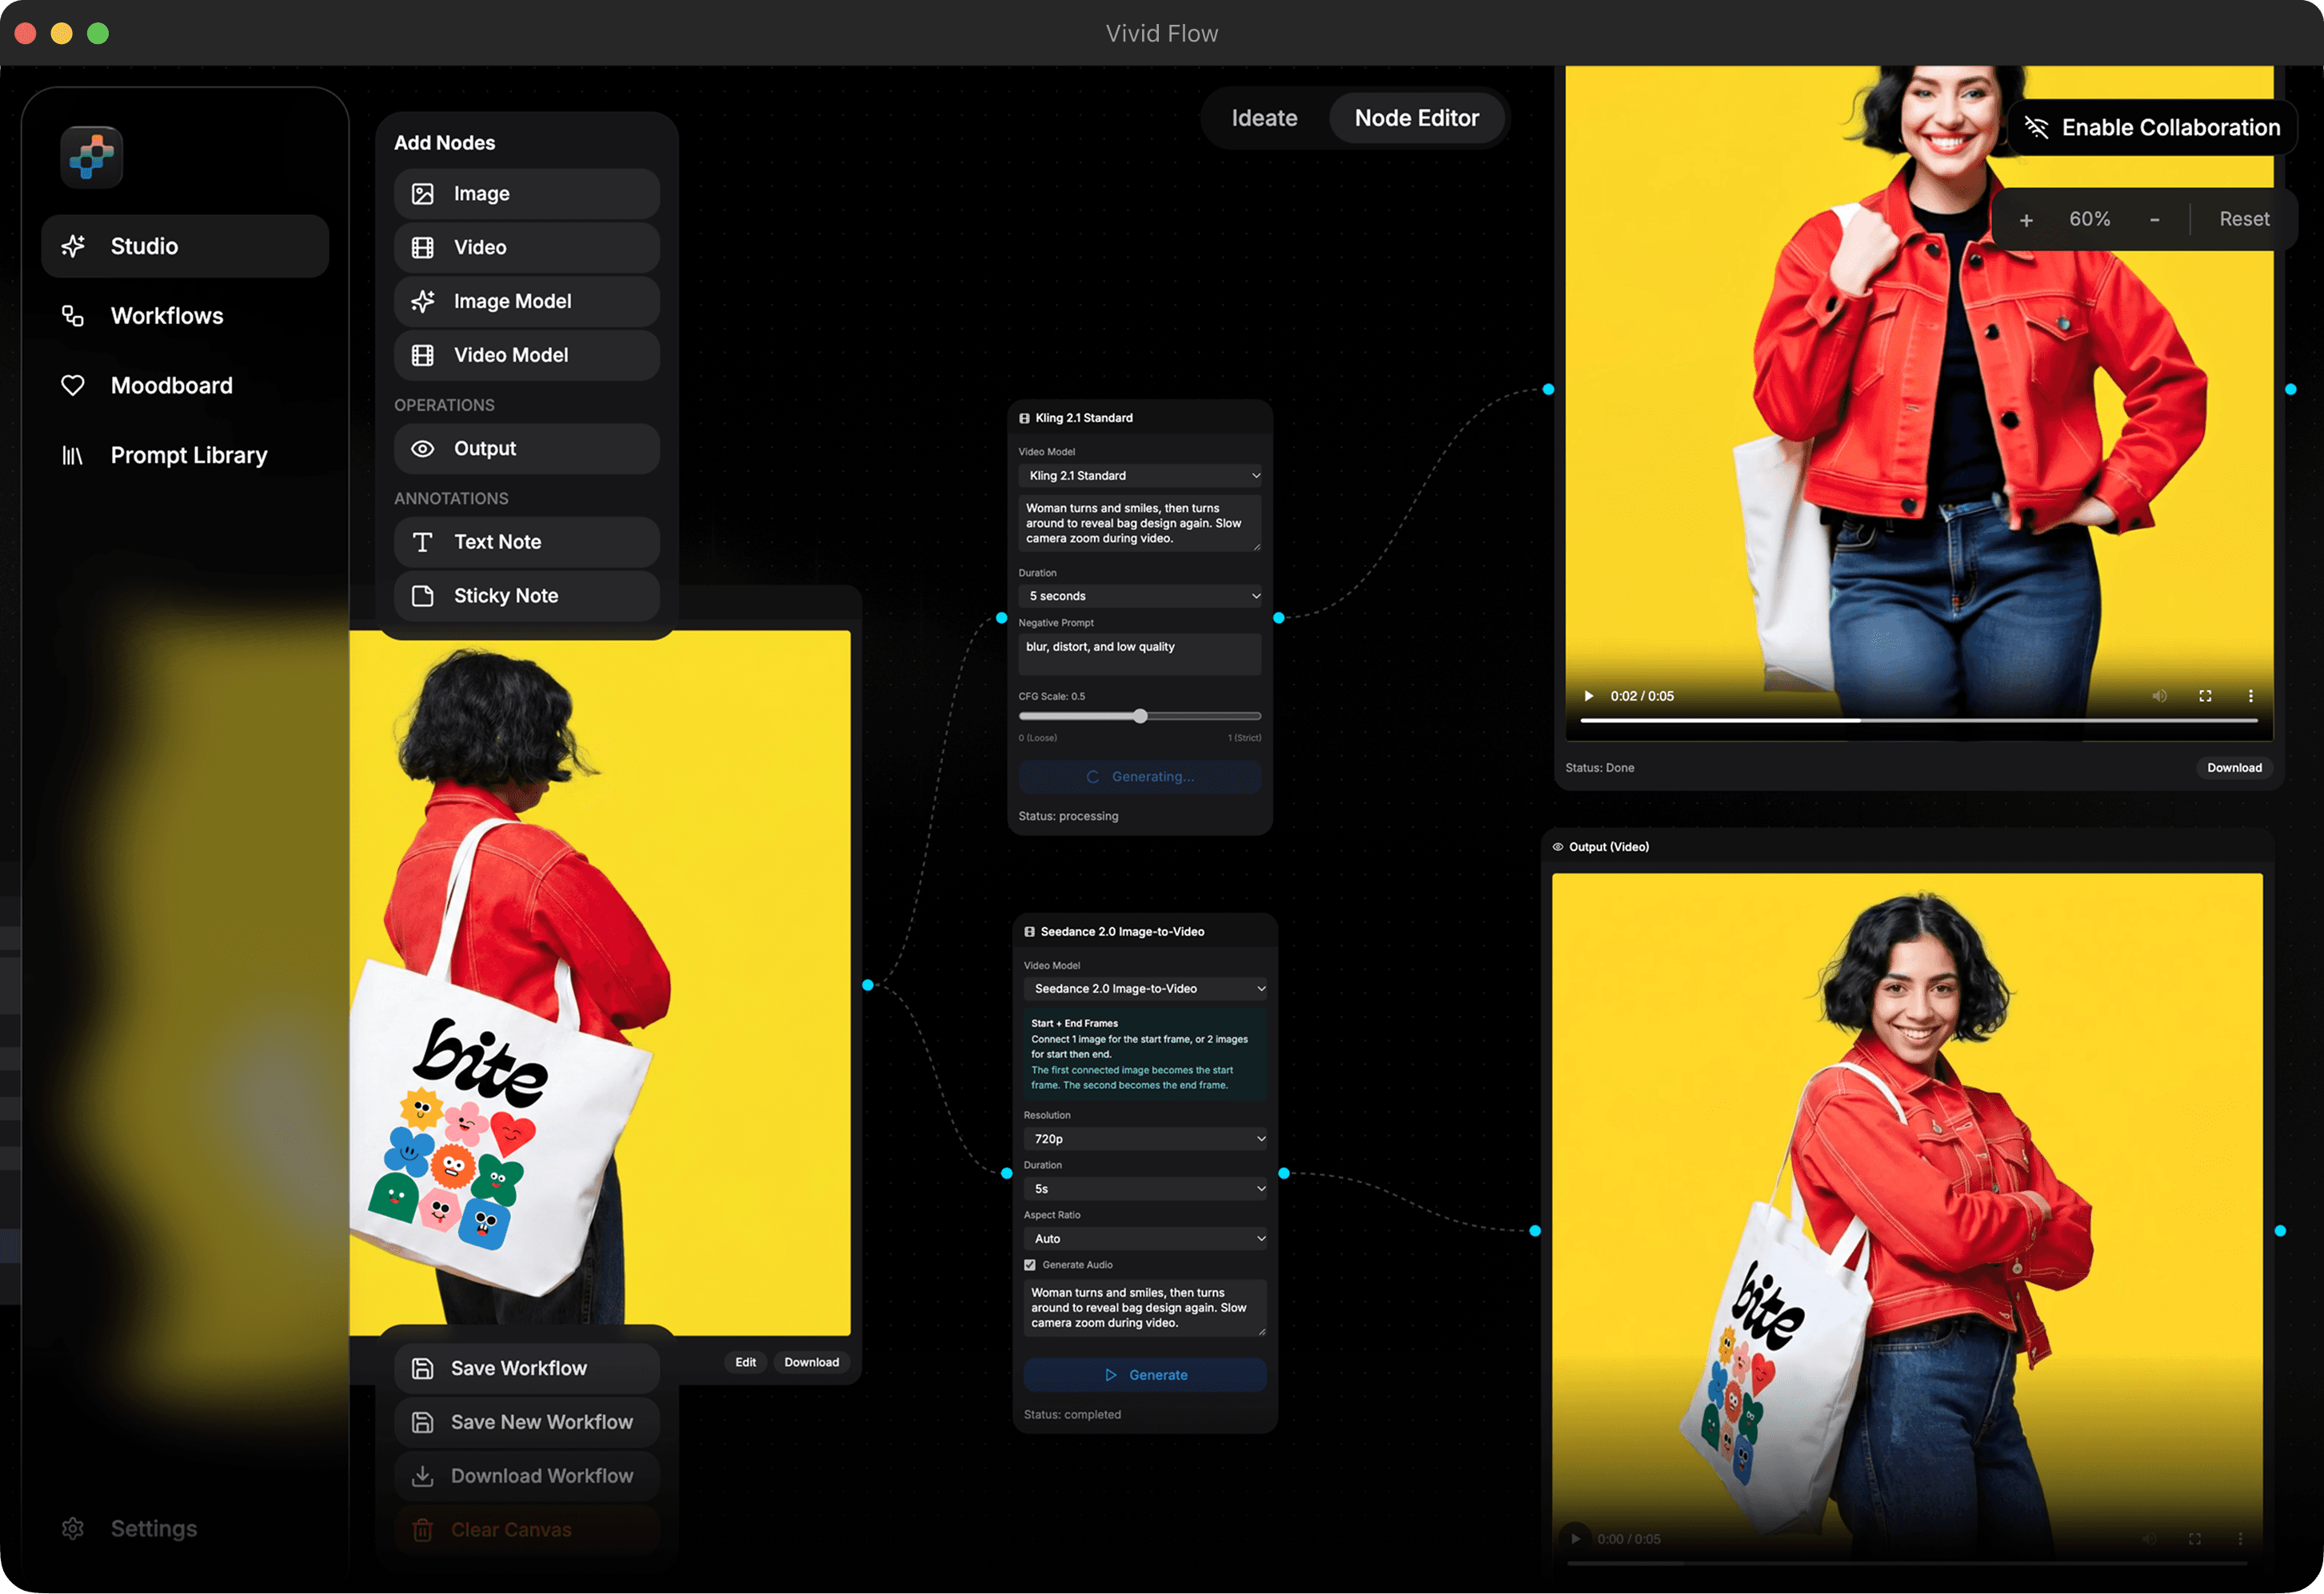 Vivid Flow
Studio
Workflows
Moodboard
Prompt Library
Settings
Add Nodes
Image
Video
Image Model
Video Model
OPERATIONS
Output
ANNOTATIONS
Text Note
Sticky Note
bite
Edit
Download
Save Workflow
Save New Workflow
Download Workflow
Clear Canvas
Ideate
Node Editor
Kling 2.1 Standard
Video Model
Kling 2.1 Standard
Woman turns and smiles, then turns
around to reveal bag design again. Slow
camera zoom during video.
Duration
5 seconds
Negative Prompt
blur, distort, and low quality
CFG Scale: 0.5
0 (Loose)
1 (Strict)
Generating...
Status: processing
Seedance 2.0 Image-to-Video
Video Model
Seedance 2.0 Image-to-Video
Start + End Frames
Connect 1 image for the start frame, or 2 images
for start then end.
The first connected image becomes the start
frame. The second becomes the end frame.
Resolution
720p
Duration
5s
Aspect Ratio
Auto
Generate Audio
Woman turns and smiles, then turns
around to reveal bag design again. Slow
camera zoom during video.
Generate
Status: completed
Enable Collaboration
+ 60% - Reset
0:02 / 0:05
Status: Done
Download
Output (Video)
bite
0:00 / 0:05